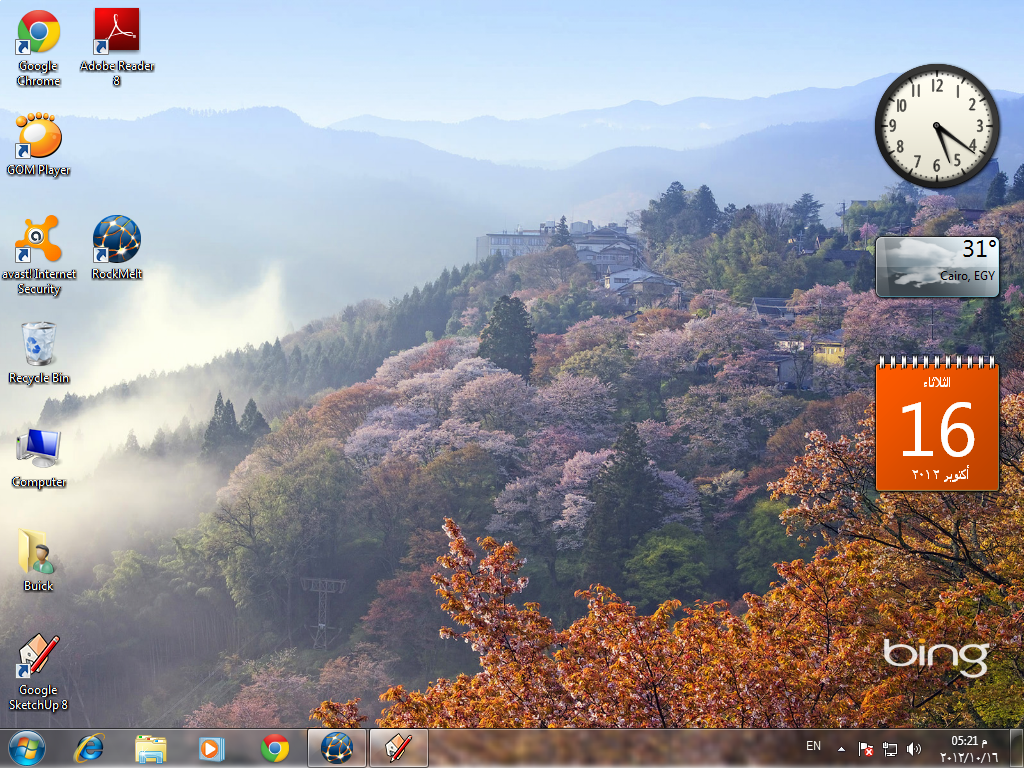 Google
Chrome
Adobe Reader
8
GOM Player
avast! Internet
Security
RockMelt
Recycle Bin
Computer
Buick
Google
SketchUp 8
12
1
2
3
4
5
6
7
8
9
10
11
31°
Cairo, EGY
الثلاثاء
16
أكتوبر ٢٠١٢
bing
EN
05:21 م
٢٠١٢/١٠/١٦